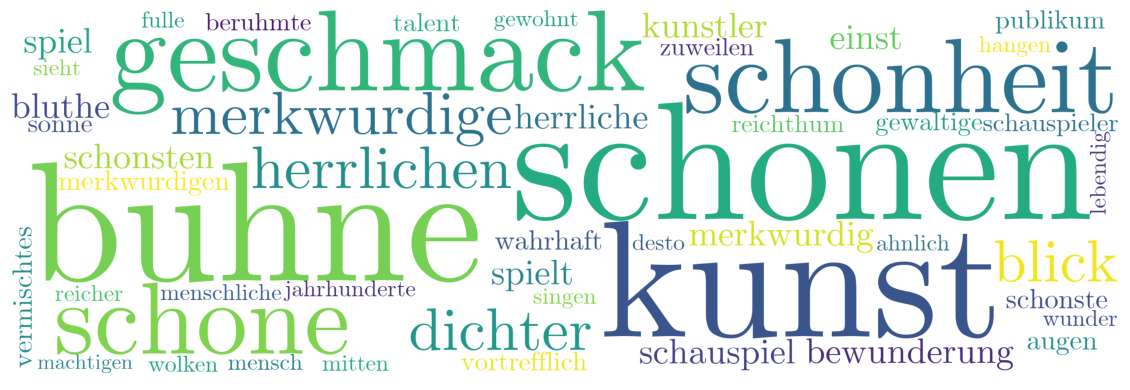 fulle beruhmte talent gewohnt kunstler publikum
spiel geschmack zuweilen einst hangen
sieht schonheit
bluthe merkwurdige herrliche reichthum gewaltige schauspieler
sonne
schonsten herrlichen schonen lebendig
merkwurdigen
buhne wahrhaft desto merkwurdig ahnlich
vermischtes spielt kunst blick
reicher menschliche jahrhunderte singen schonste
schone dichter wunder
machtigen wolken mensch mitten vortrefflich schauspiel bewunderung augen